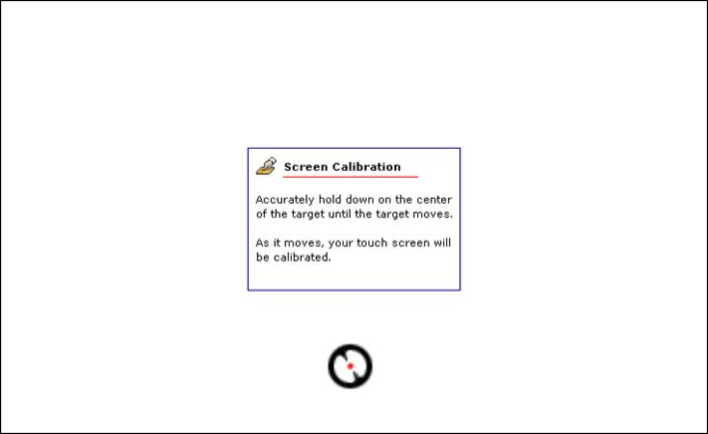 Screen Calibration
Accurately hold down on the center
of the target until the target moves.
As it moves, your touch screen will
be calibrated.